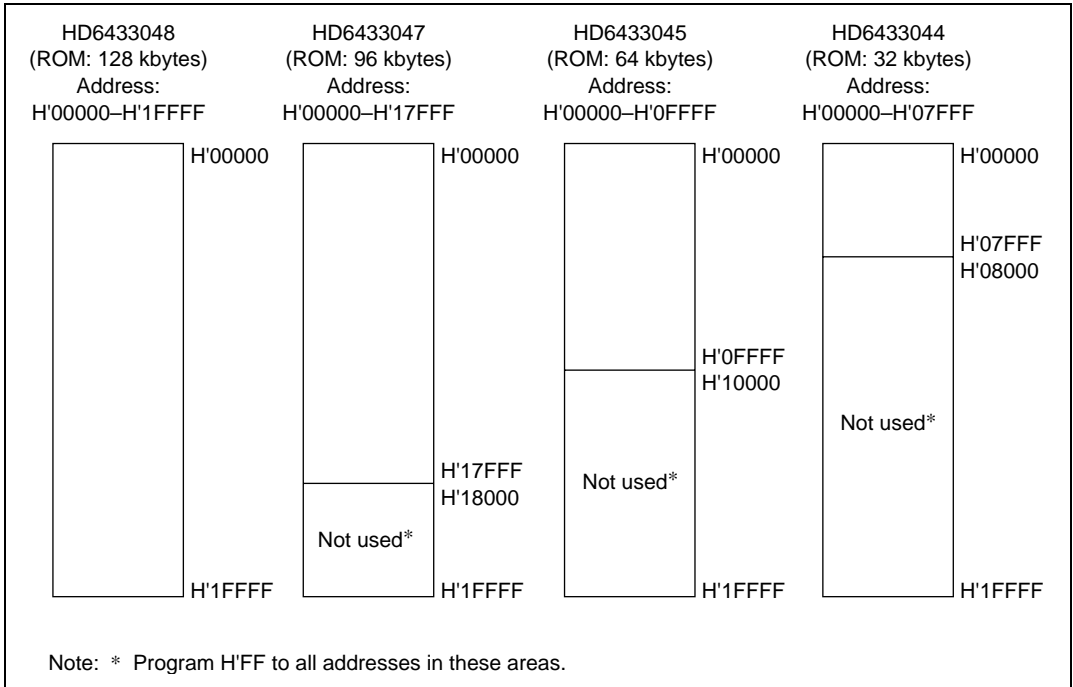 HD6433048
(ROM: 128 kbytes)
Address:
H'00000–H'1FFFF
HD6433047
(ROM: 96 kbytes)
Address:
H'00000–H'17FFF
HD6433045
(ROM: 64 kbytes)
Address:
H'00000–H'0FFFF
HD6433044
(ROM: 32 kbytes)
Address:
H'00000–H'07FFF
H'00000
H'1FFFF
H'00000
H'17FFF
H'18000
Not used*
H'1FFFF
H'00000
H'0FFFF
H'10000
Not used*
H'1FFFF
H'00000
H'07FFF
H'08000
Not used*
H'1FFFF
Note: * Program H'FF to all addresses in these areas.